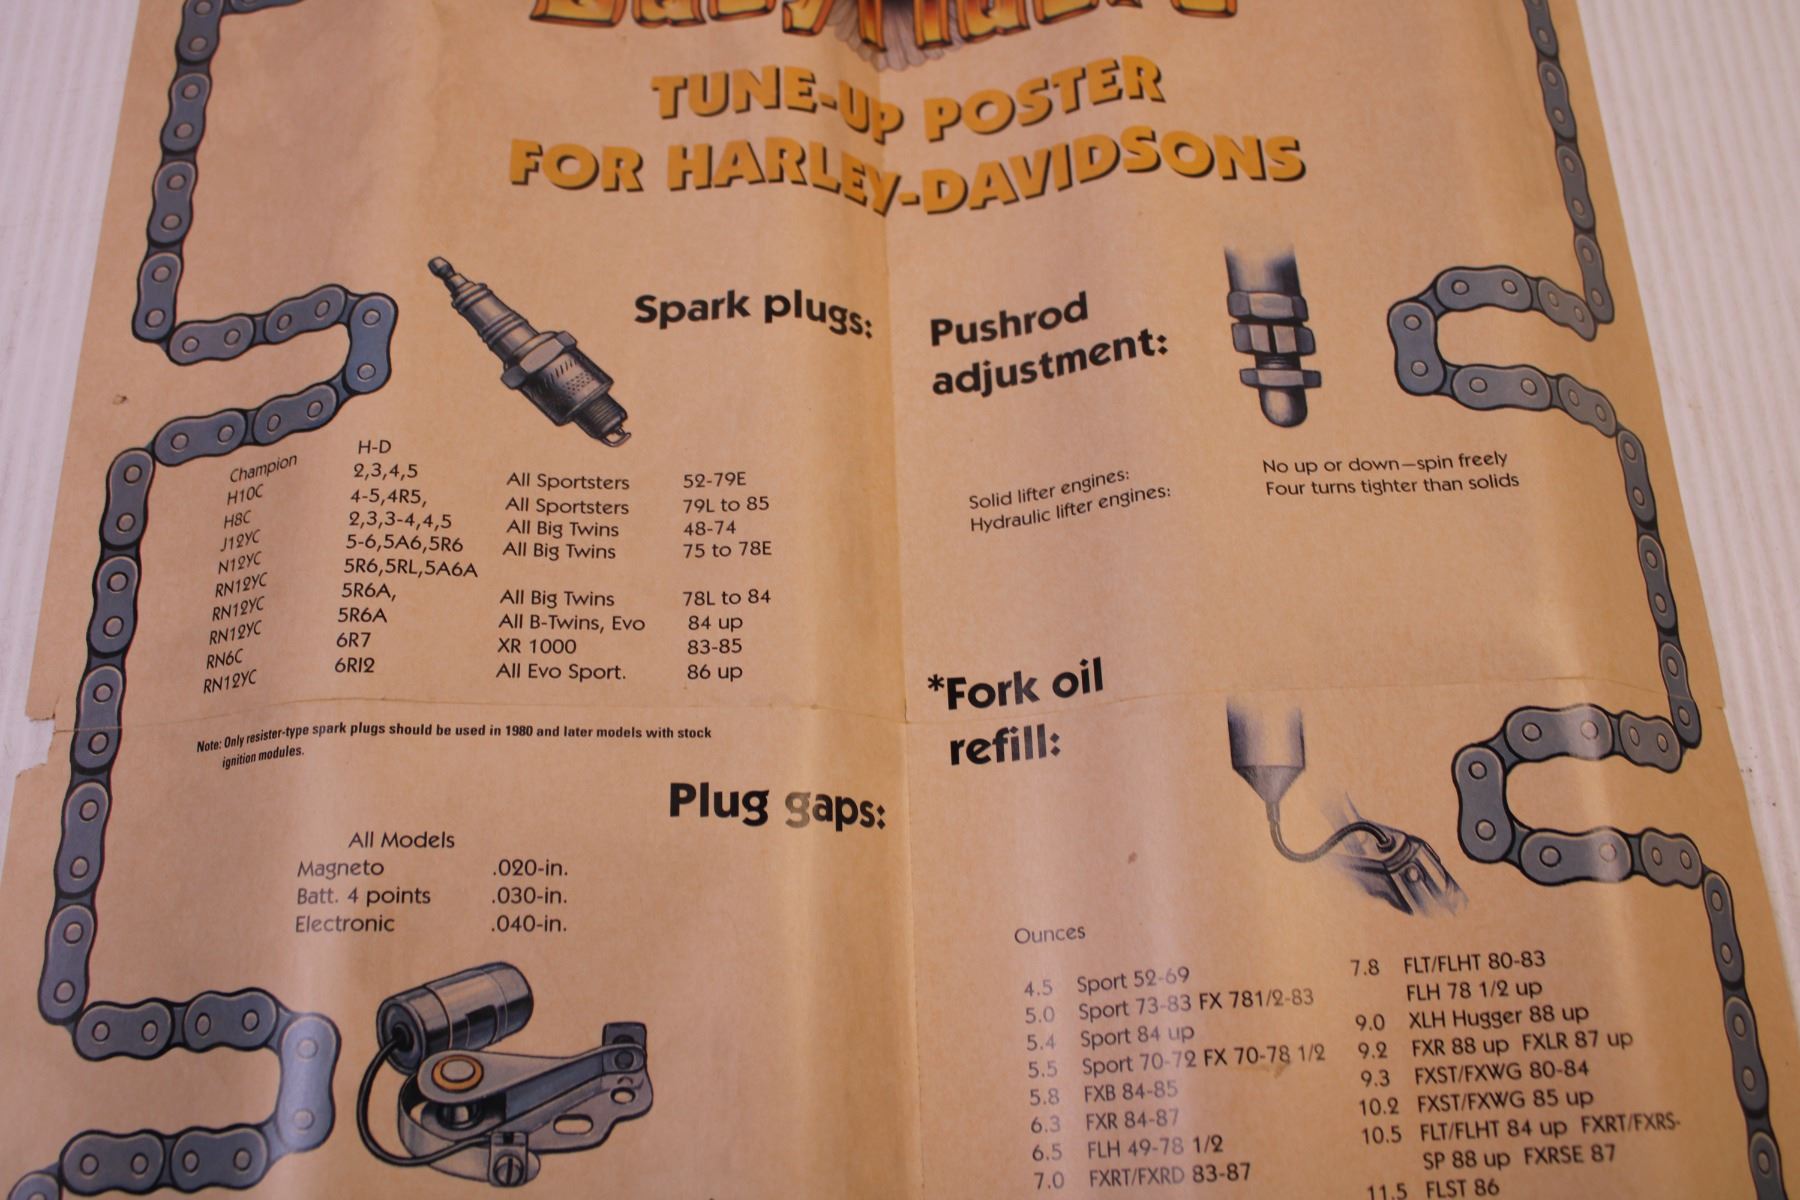 TUNE-UP POSTER
FOR HARLEY-DAVIDSONS
Spark plugs:
Champion H-D
H10C 2,3,4,5 All Sportsters 52-79E
H8C 4-5,4R5, All Sportsters 79L to 85
J12YC 2,3,3-4,4,5 All Big Twins 48-74
N12YC 5-6,5A6,5R6 All Big Twins 75 to 78E
RN12YC 5R6,5RL,5A6A
RN12YC 5R6A, All Big Twins 78L to 84
RN12YC 5R6A All B-Twins, Evo 84 up
RN6C 6R7 XR 1000 83-85
RN12YC 6RI2 All Evo Sport. 86 up
Note: Only resister-type spark plugs should be used in 1980 and later models with stock
ignition modules.
Plug gaps:
All Models
Magneto .020-in.
Batt. 4 points .030-in.
Electronic .040-in.
Pushrod
adjustment:
Solid lifter engines: No up or down—spin freely
Hydraulic lifter engines: Four turns tighter than solids
*Fork oil
refill:
Ounces
4.5 Sport 52-69
5.0 Sport 73-83 FX 781/2-83
5.4 Sport 84 up
5.5 Sport 70-72 FX 70-78 1/2
5.8 FXB 84-85
6.3 FXR 84-87
6.5 FLH 49-78 1/2
7.0 FXRT/FXRD 83-87
7.8 FLT/FLHT 80-83
FLH 78 1/2 up
9.0 XLH Hugger 88 up
9.2 FXR 88 up FXLR 87 up
9.3 FXST/FXWG 80-84
10.2 FXST/FXWG 85 up
10.5 FLT/FLHT 84 up FXRT/FXRS-
SP 88 up FXRSE 87
11.5 FLST 86